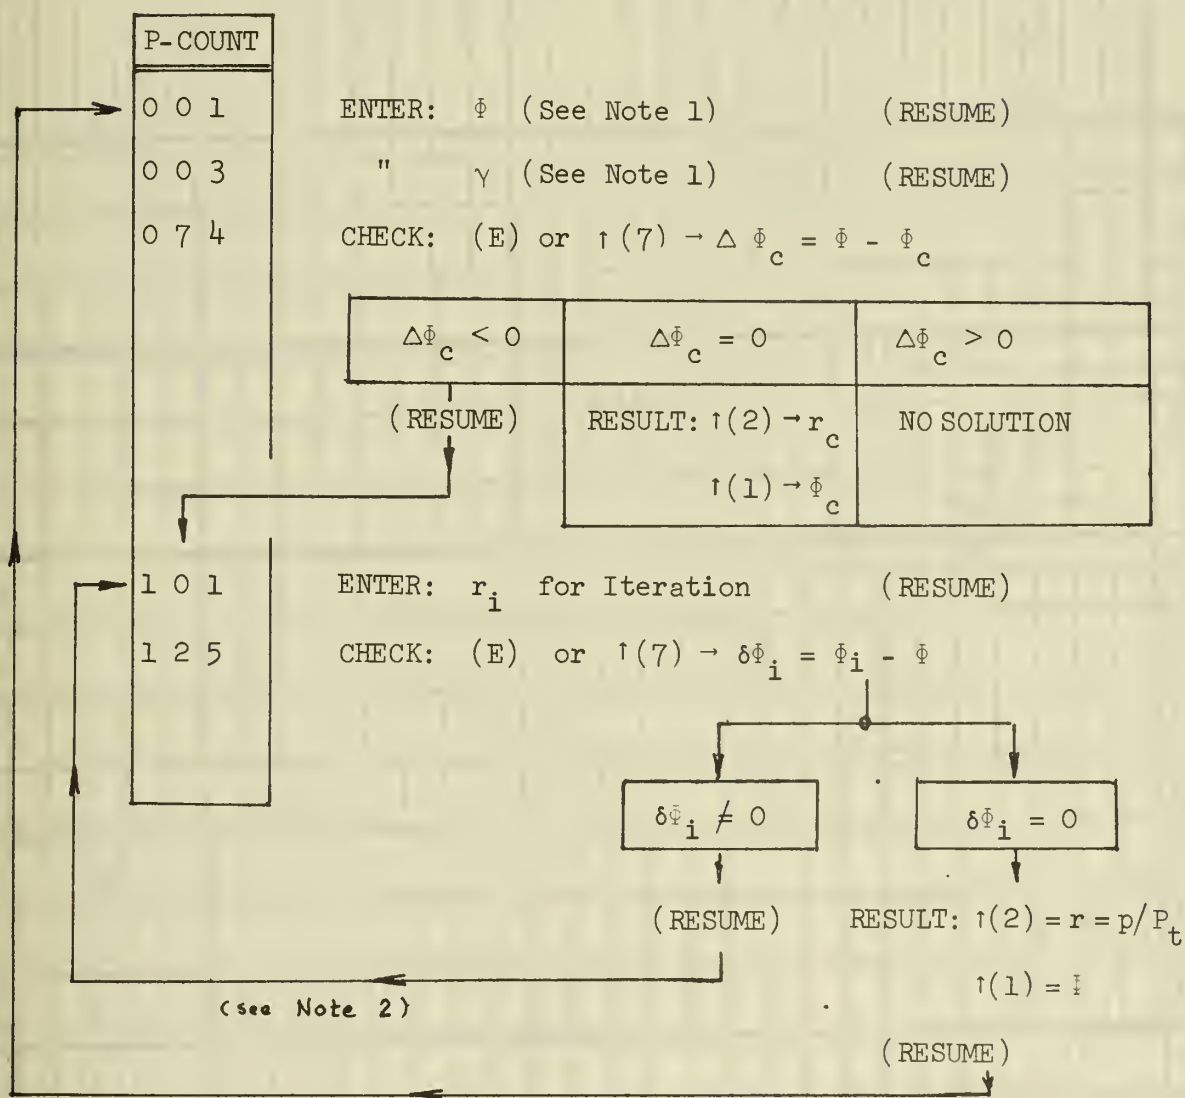 P-COUNT
0 0 1 ENTER: Φ (See Note 1) (RESUME)
0 0 3 " γ (See Note 1) (RESUME)
0 7 4 CHECK: (E) or ↑(7) → Δ Φc = Φ - Φc
ΔΦc < 0 ΔΦc = 0 ΔΦc > 0
(RESUME) RESULT: ↑(2) → rc NO SOLUTION
↑(1) → Φc
1 0 1 ENTER: ri for Iteration (RESUME)
1 2 5 CHECK: (E) or ↑(7) → δΦi = Φi - Φ
δΦi ≠ 0 δΦi = 0
(RESUME) RESULT: ↑(2) = r = p/Pt
↑(1) = Φ
(see Note 2)
(RESUME)